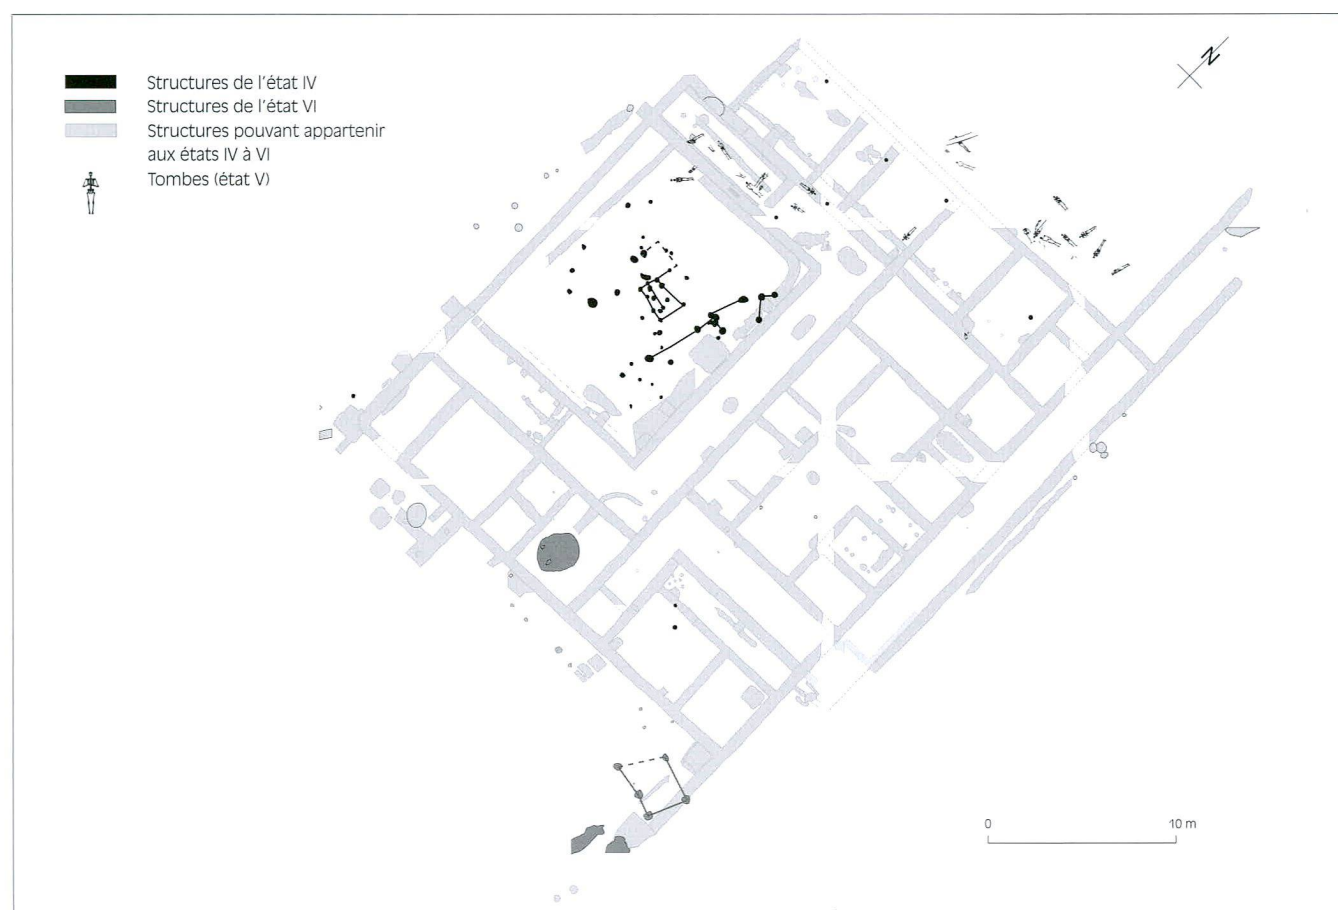 N
Structures de l'état IV
Structures de l'état VI
Structures pouvant appartenir
aux états IV à VI
Tombes (état V)
0 10 m